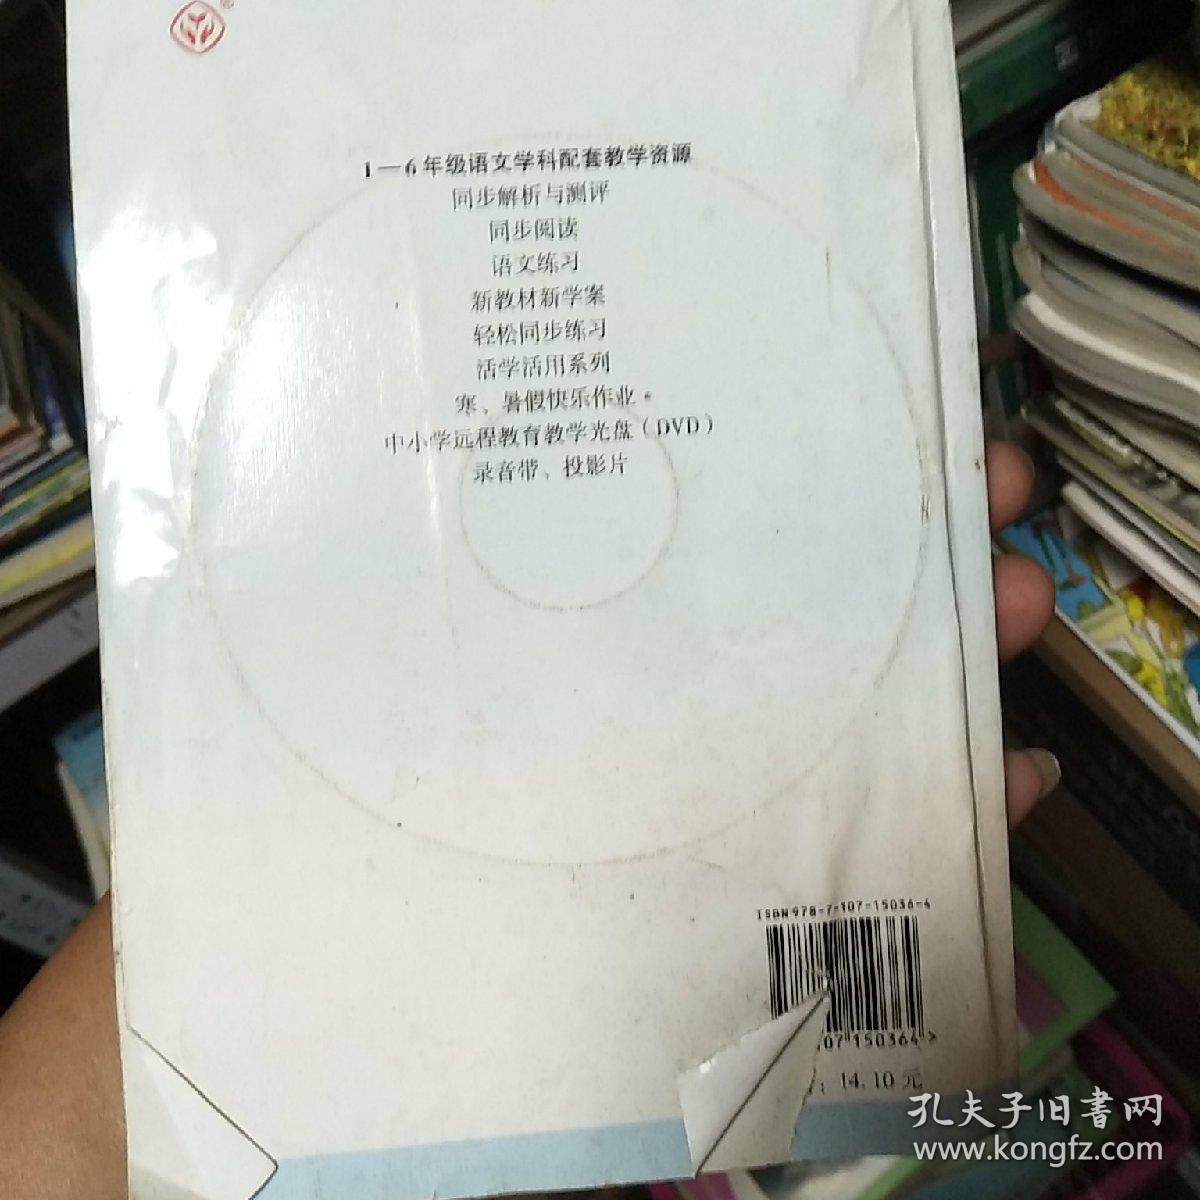 ®
1—6年级语文学科配套教学资源
同步解析与测评
同步阅读
语文练习
新教材新学案
轻松同步练习
活学活用系列
寒、暑假快乐作业
中小学远程教育教学光盘(DVD)
录音带、投影片
ISBN 978-7-107-15036-4
07 150364 >
: 14.10元
孔夫子旧書网
www.kongfz.com